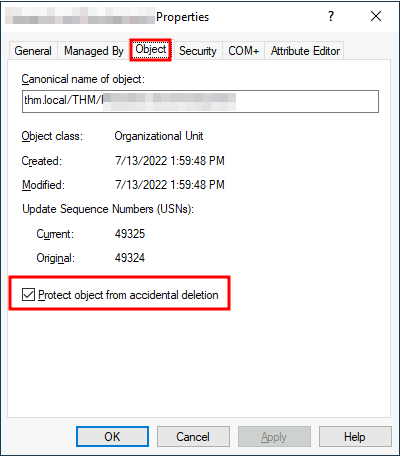 Properties
General Managed By Object Security COM+ Attribute Editor
Canonical name of object:
thm.local/THM/
Object class: Organizational Unit
Created: 7/13/2022 1:59:48 PM
Modified: 7/13/2022 1:59:48 PM
Update Sequence Numbers (USNs):
Current: 49325
Original: 49324
Protect object from accidental deletion
OK Cancel Apply Help